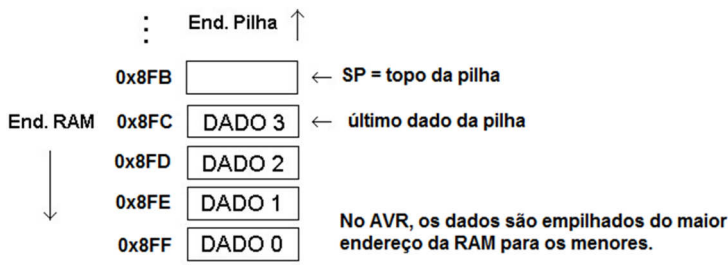 End. Pilha
0x8FB
SP = topo da pilha
End. RAM
0x8FC
DADO 3
último dado da pilha
0x8FD
DADO 2
0x8FE
DADO 1
0x8FF
DADO 0
No AVR, os dados são empilhados do maior
endereço da RAM para os menores.